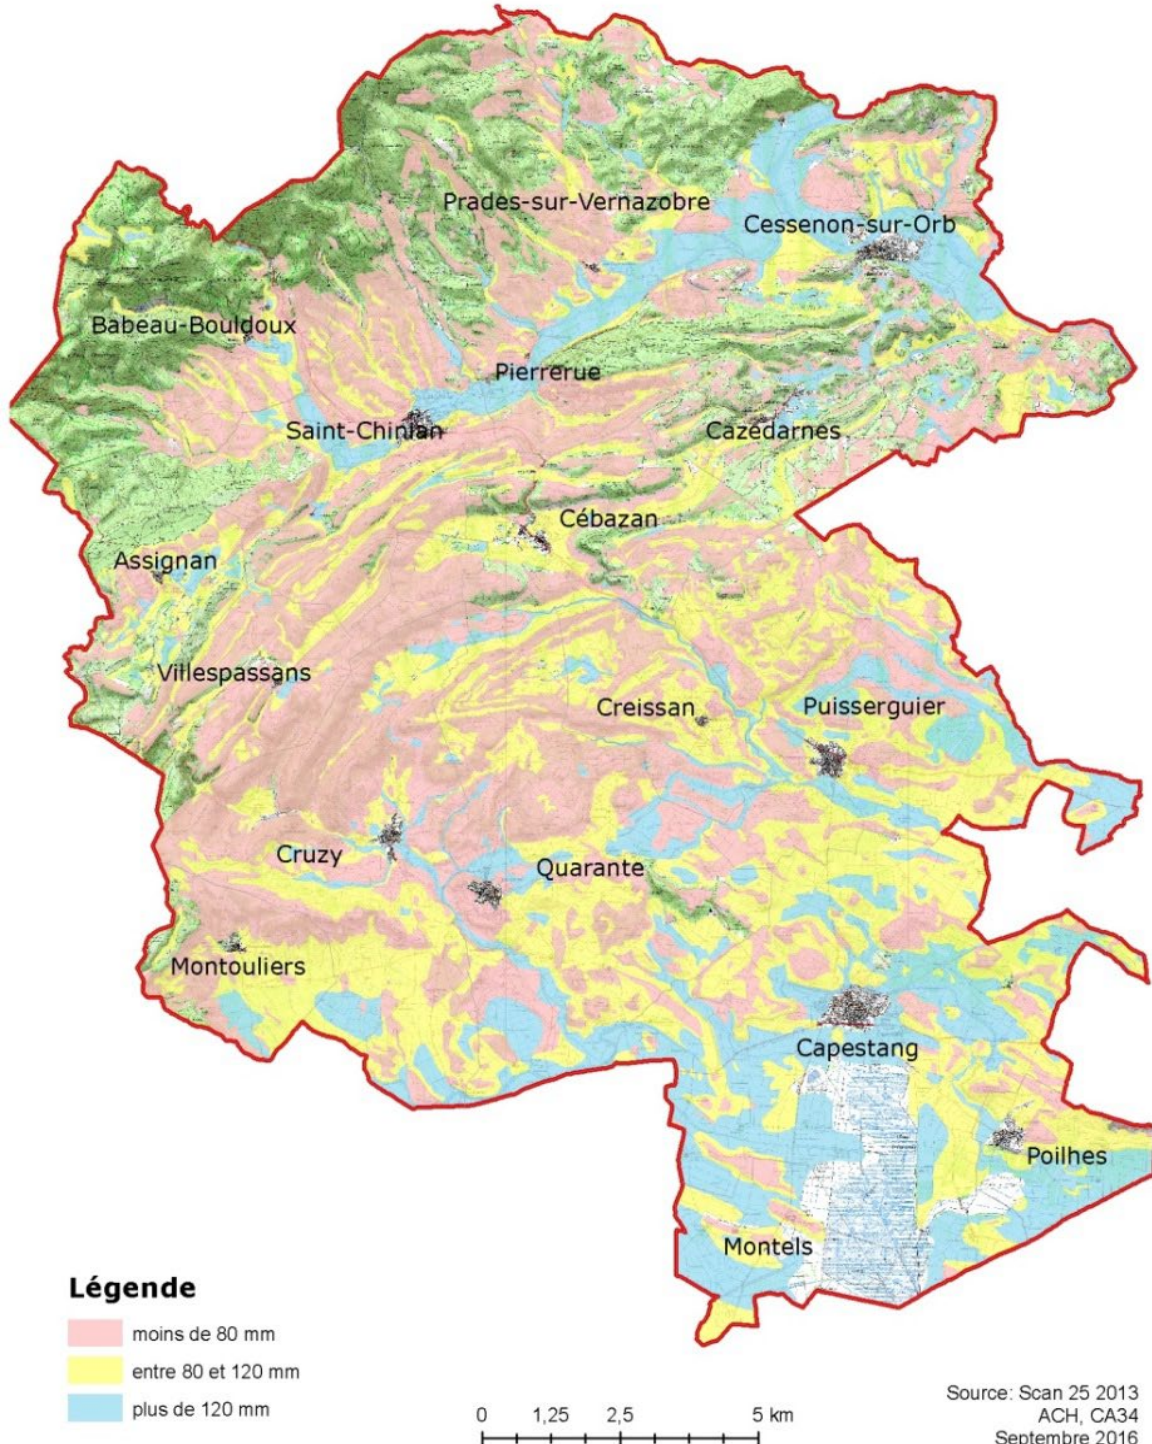 Prades-sur-Vernazobre
Cessenon-sur-Orb
Babeau-Bouldoux
Pierrerue
Saint-Chinian
Cazedarnes
Cébazan
Assignan
Villespassans
Creissan
Puisserguier
Cruzy
Quarante
Montouliers
Capestang
Poilhes
Montels
Légende
moins de 80 mm
entre 80 et 120 mm
plus de 120 mm
0 1,25 2,5 5 km
Source: Scan 25 2013
ACH, CA34
Septembre 2016